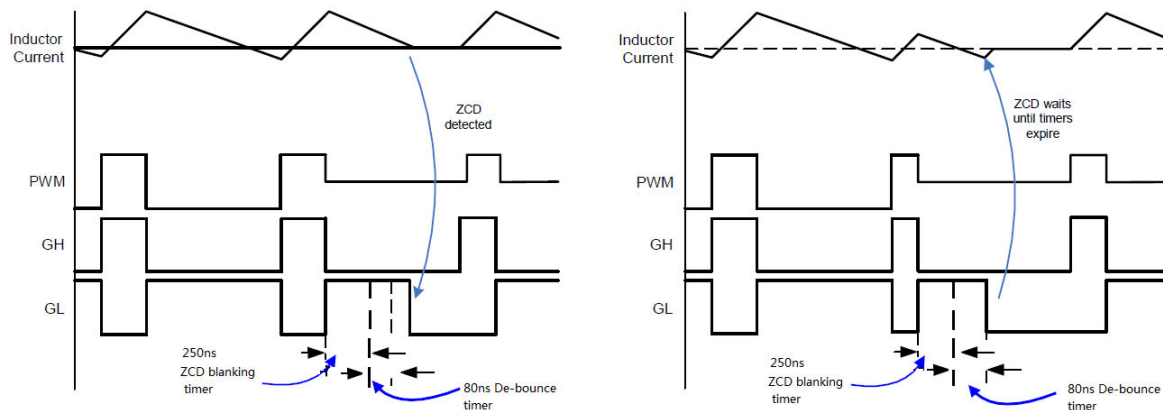 Inductor
Current
ZCD
detected
PWM
GH
GL
250ns
ZCD blanking
timer
80ns De-bounce
timer
Inductor
Current
ZCD waits
until timers
expire
PWM
GH
GL
250ns
ZCD blanking
timer
80ns De-bounce
timer